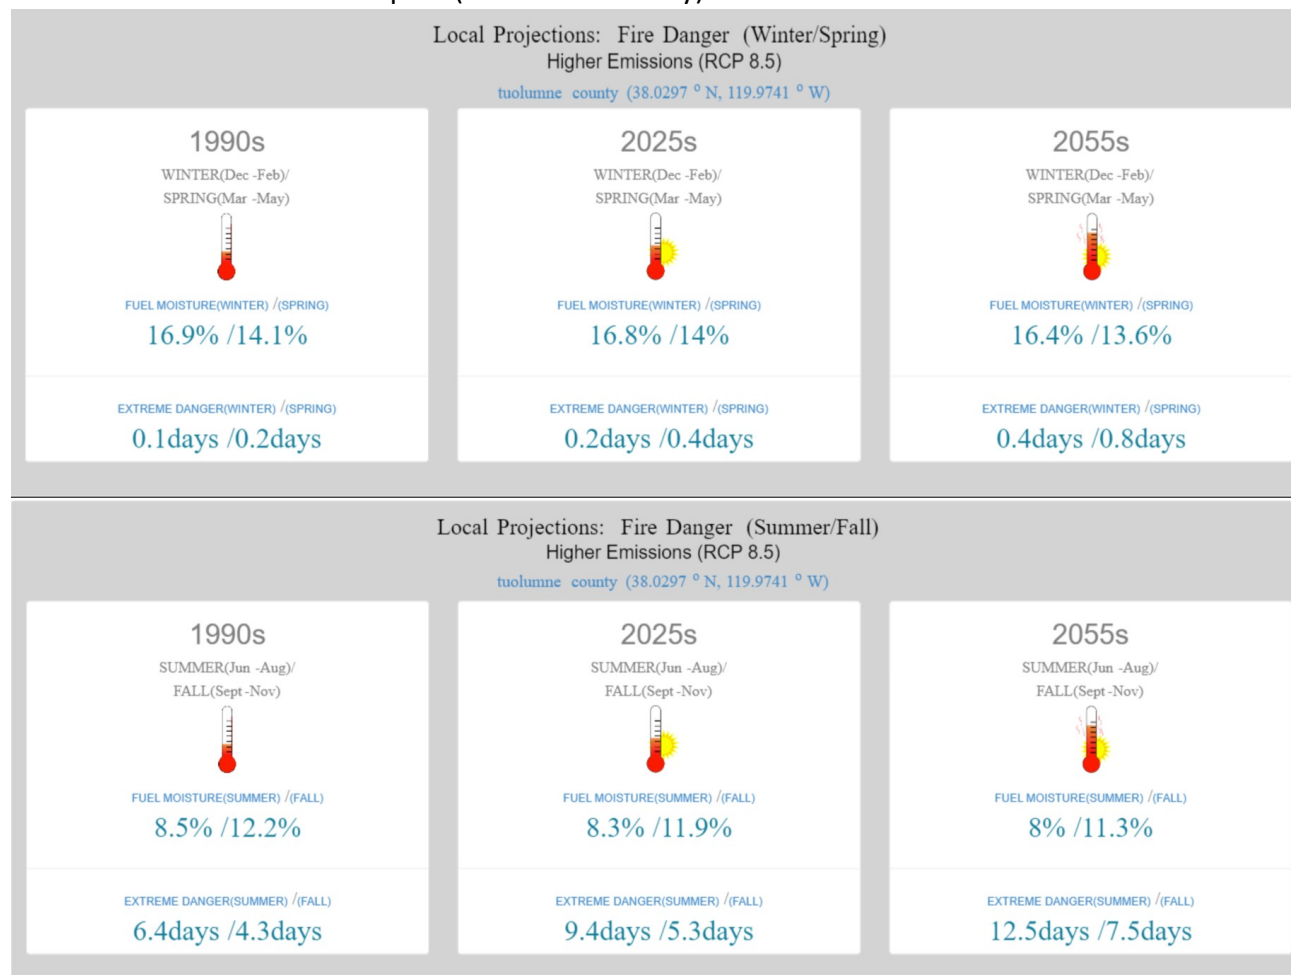 Local Projections: Fire Danger (Winter/Spring)
Higher Emissions (RCP 8.5)
tuolumne county (38.0297 ° N, 119.9741 ° W)
1990s
WINTER(Dec -Feb)/
SPRING(Mar -May)
FUEL MOISTURE(WINTER) /(SPRING)
16.9% /14.1%
EXTREME DANGER(WINTER) /(SPRING)
0.1days /0.2days
2025s
WINTER(Dec -Feb)/
SPRING(Mar -May)
FUEL MOISTURE(WINTER) /(SPRING)
16.8% /14%
EXTREME DANGER(WINTER) /(SPRING)
0.2days /0.4days
2055s
WINTER(Dec -Feb)/
SPRING(Mar -May)
FUEL MOISTURE(WINTER) /(SPRING)
16.4% /13.6%
EXTREME DANGER(WINTER) /(SPRING)
0.4days /0.8days
Local Projections: Fire Danger (Summer/Fall)
Higher Emissions (RCP 8.5)
tuolumne county (38.0297 ° N, 119.9741 ° W)
1990s
SUMMER(Jun -Aug)/
FALL(Sept -Nov)
FUEL MOISTURE(SUMMER) /(FALL)
8.5% /12.2%
EXTREME DANGER(SUMMER) /(FALL)
6.4days /4.3days
2025s
SUMMER(Jun -Aug)/
FALL(Sept -Nov)
FUEL MOISTURE(SUMMER) /(FALL)
8.3% /11.9%
EXTREME DANGER(SUMMER) /(FALL)
9.4days /5.3days
2055s
SUMMER(Jun -Aug)/
FALL(Sept -Nov)
FUEL MOISTURE(SUMMER) /(FALL)
8% /11.3%
EXTREME DANGER(SUMMER) /(FALL)
12.5days /7.5days